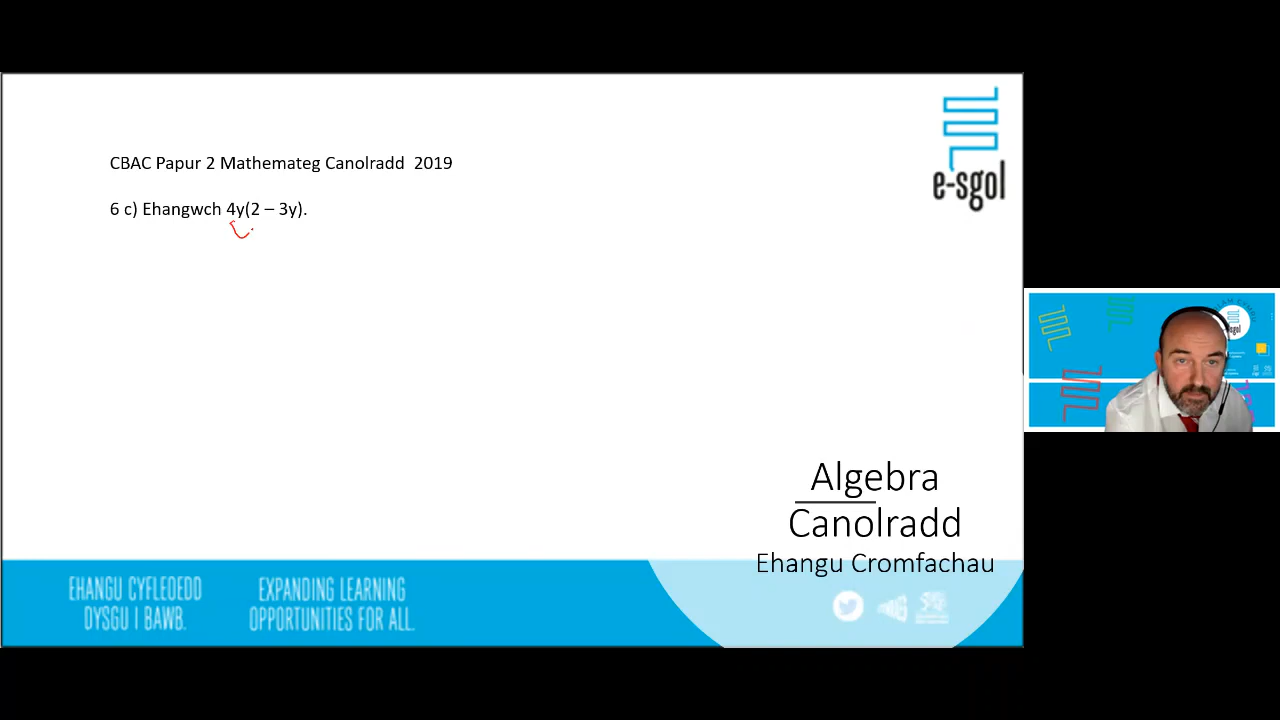 CBAC Papur 2 Mathemateg Canolradd 2019
6 c) Ehangwch 4y(2 – 3y).
e-sgol
Algebra
Canolradd
Ehangu Cromfachau
EHANGU CYFLEOEDD
DYSGU I BAWB.
EXPANDING LEARNING
OPPORTUNITIES FOR ALL.